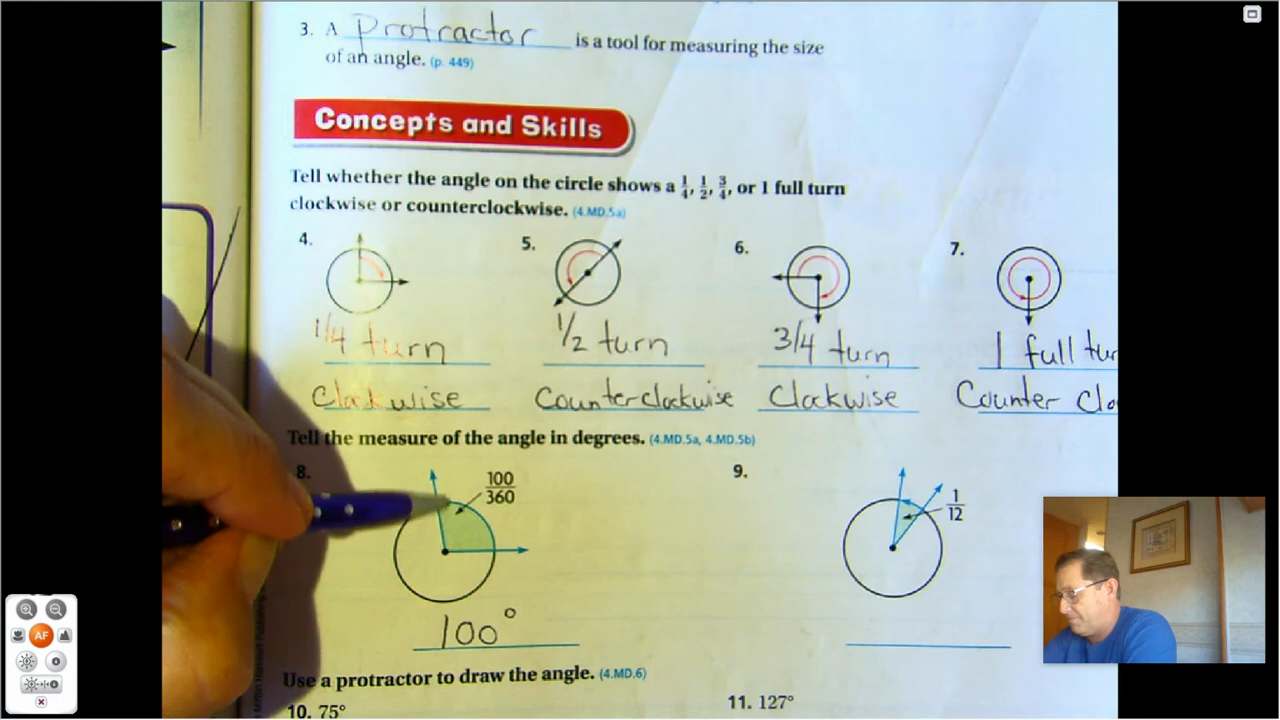 3. A Protractor is a tool for measuring the size
of an angle. (p. 449)
Concepts and Skills
Tell whether the angle on the circle shows a 1/4, 1/2, 3/4, or 1 full turn
clockwise or counterclockwise. (4.MD.5a)
4. 5. 6. 7.
1/4 turn 1/2 turn 3/4 turn 1 full tur
Clockwise Counterclockwise Clockwise Counter Clo
Tell the measure of the angle in degrees. (4.MD.5a, 4.MD.5b)
8. 100/360 9. 1/12
100°
Use a protractor to draw the angle. (4.MD.6)
10. 75° 11. 127°
AF